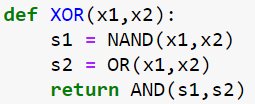 def XOR(x1,x2):
    s1 = NAND(x1,x2)
    s2 = OR(x1,x2)
    return AND(s1,s2)